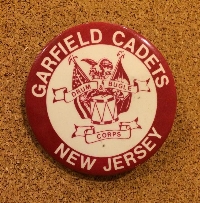 GARFIELD CADETS
DRUM & BUGLE
CORPS
NEW JERSEY